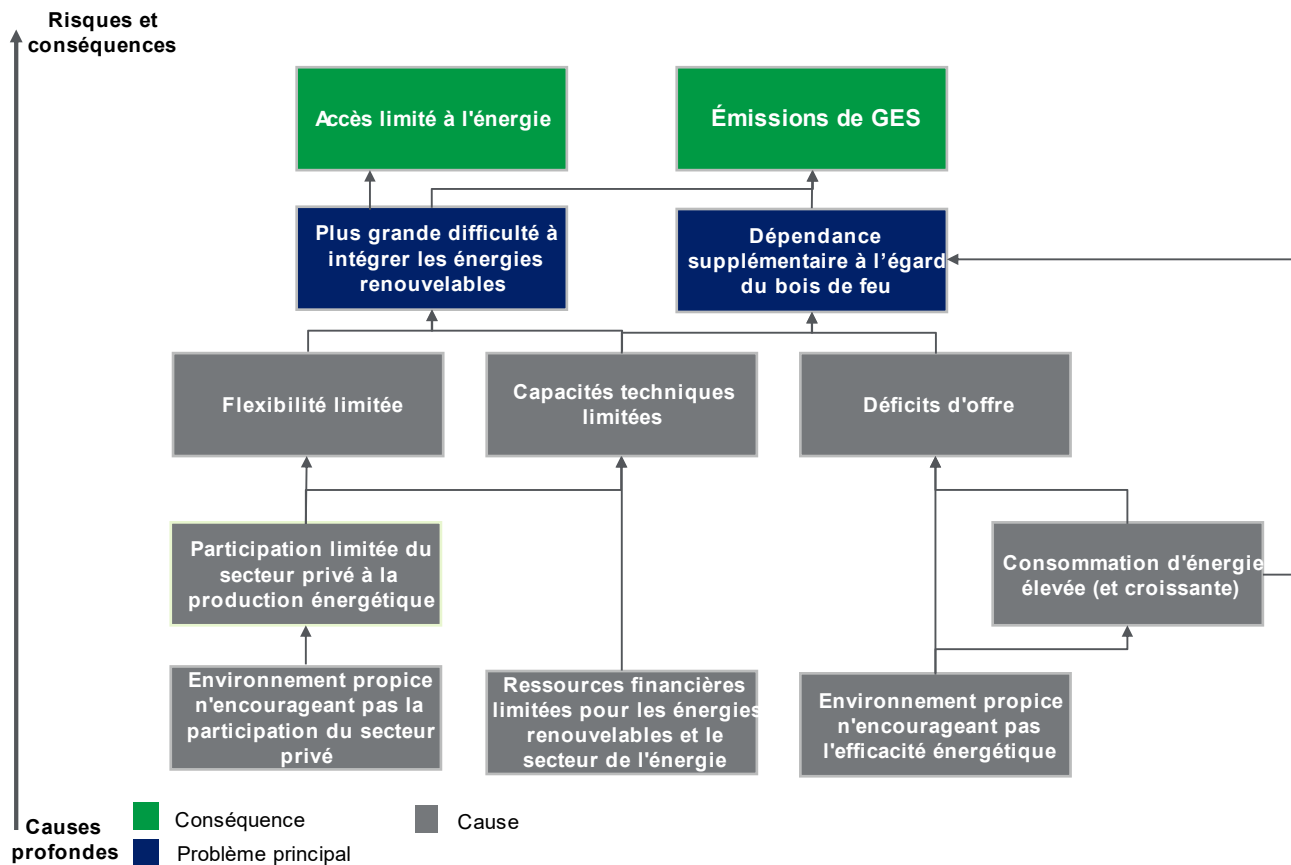 Risques et
conséquences
Accès limité à l'énergie
Émissions de GES
Plus grande difficulté à
intégrer les énergies
renouvelables
Dépendance
supplémentaire à l’égard
du bois de feu
Flexibilité limitée
Capacités techniques
limitées
Déficits d'offre
Participation limitée du
secteur privé à la
production énergétique
Consommation d'énergie
élevée (et croissante)
Environnement propice
n'encourageant pas la
participation du secteur
privé
Ressources financières
limitées pour les énergies
renouvelables et le
secteur de l'énergie
Environnement propice
n'encourageant pas
l'efficacité énergétique
Causes
profondes
Conséquence
Cause
Problème principal